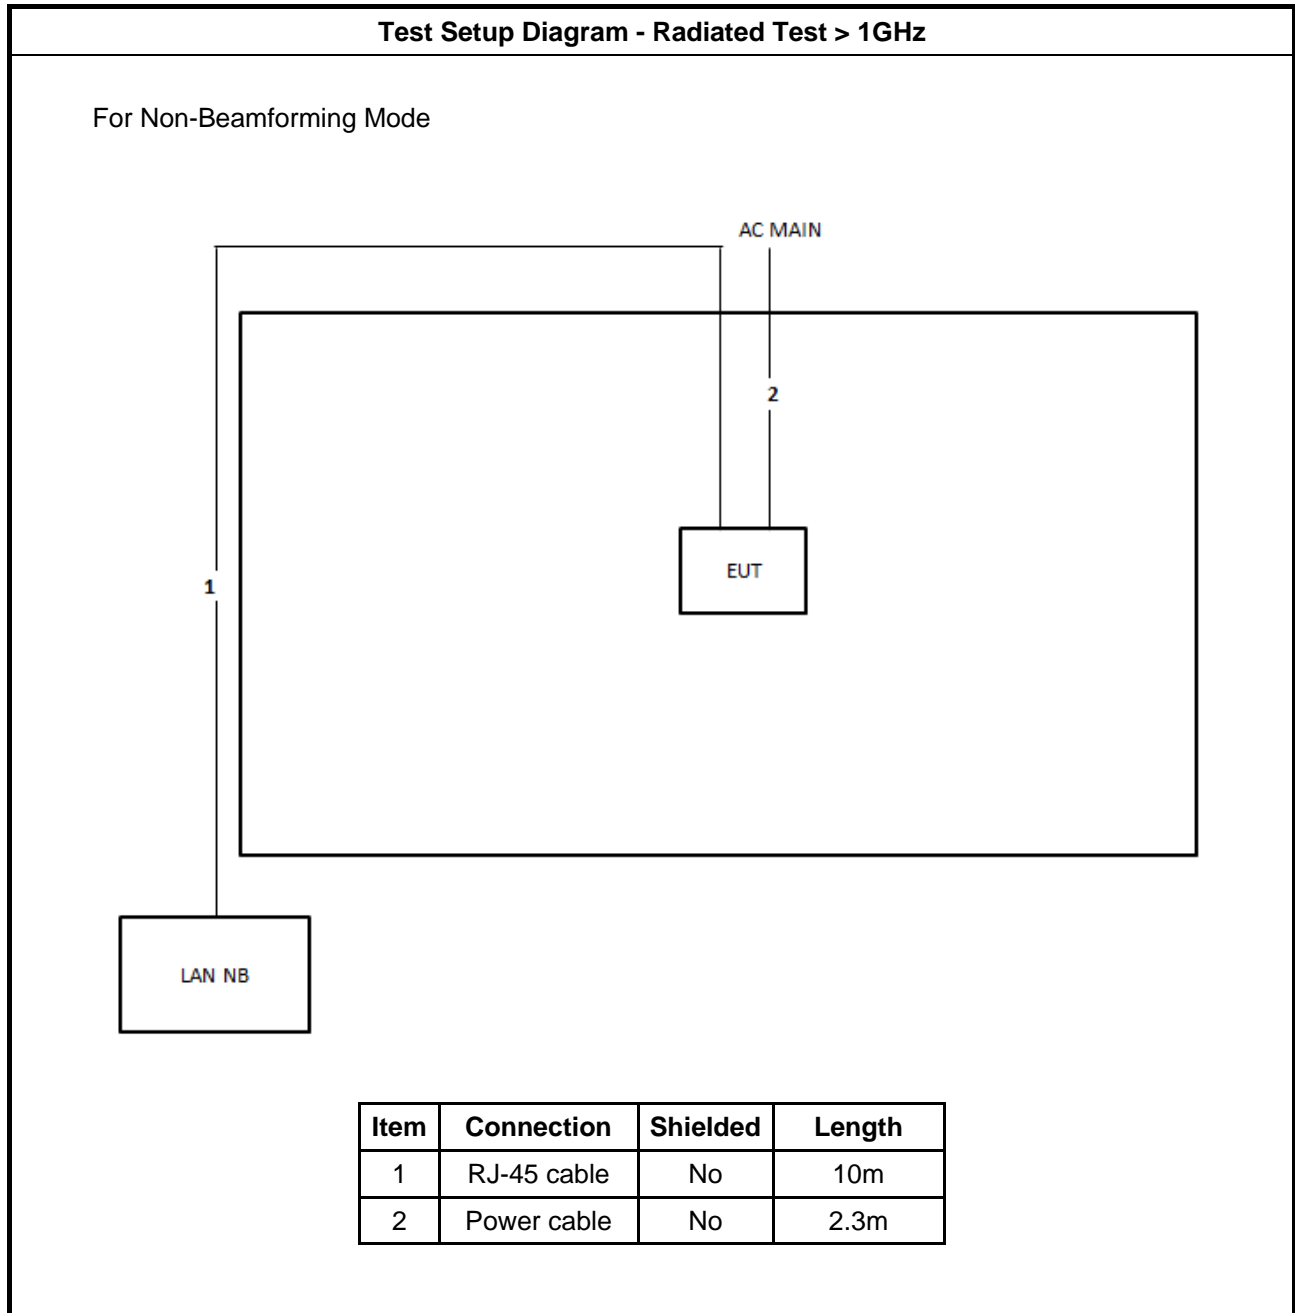 Test Setup Diagram - Radiated Test > 1GHz
For Non-Beamforming Mode
AC MAIN
2
EUT
1
LAN NB
Item Connection Shielded Length
1 RJ-45 cable No 10m
2 Power cable No 2.3m